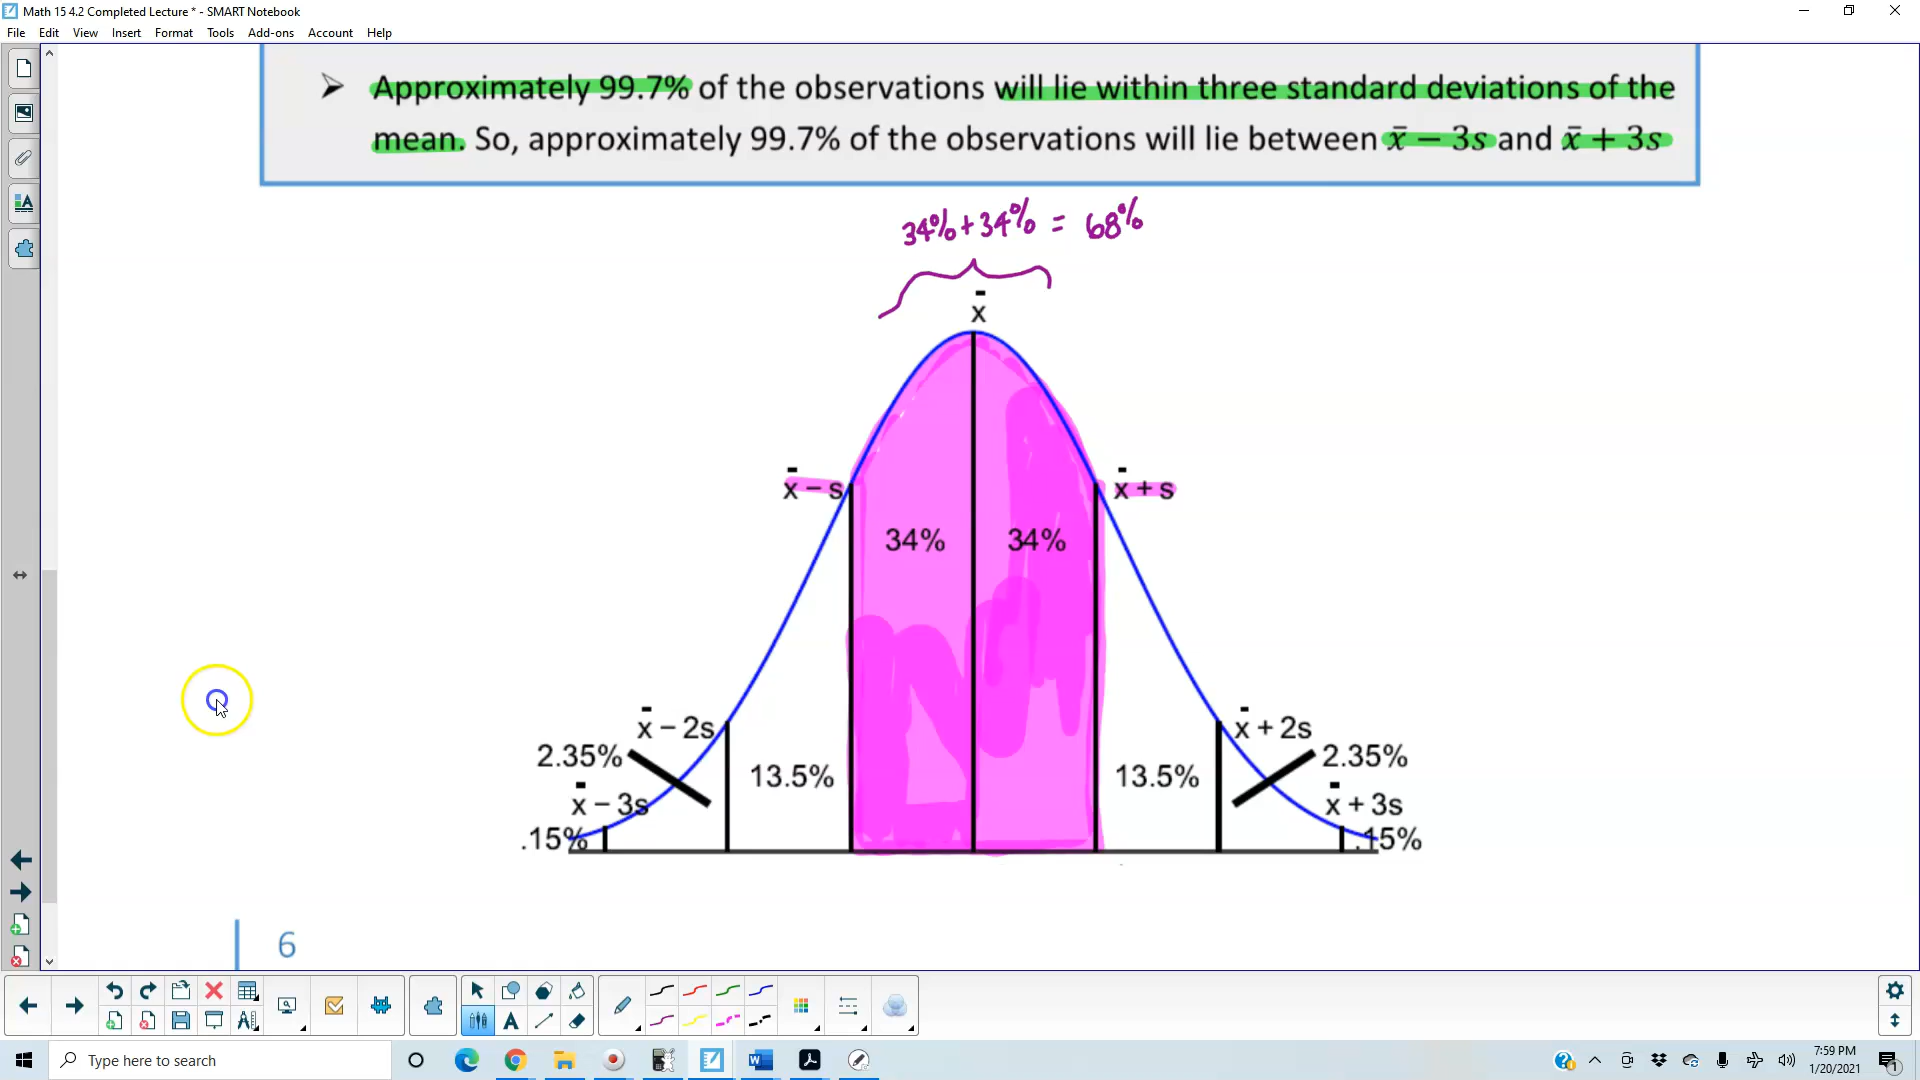 Math 15 4.2 Completed Lecture * - SMART Notebook
File Edit View Insert Format Tools Add-ons Account Help
➤ Approximately 99.7% of the observations will lie within three standard deviations of the
mean. So, approximately 99.7% of the observations will lie between x̄ − 3s and x̄ + 3s
34% + 34% = 68%
x̄
x̄ − s x̄ + s
34% 34%
x̄ − 2s x̄ + 2s
2.35% 2.35%
13.5% 13.5%
x̄ − 3s x̄ + 3s
.15% .15%
6
Type here to search
7:59 PM
1/20/2021